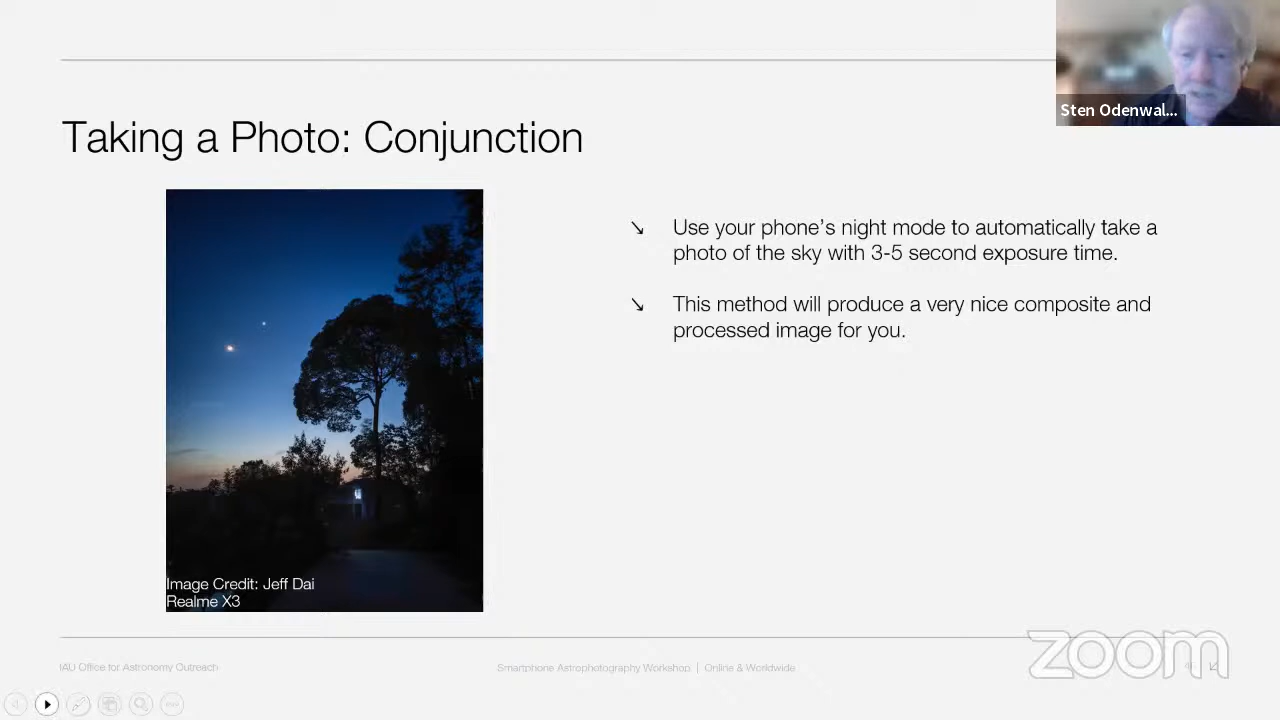 Sten Odenwal...
Taking a Photo: Conjunction
Use your phone's night mode to automatically take a
photo of the sky with 3-5 second exposure time.
This method will produce a very nice composite and
processed image for you.
Image Credit: Jeff Dai
Realme X3
IAU Office for Astronomy Outreach
Smartphone Astrophotography Workshop | Online & Worldwide
zoom